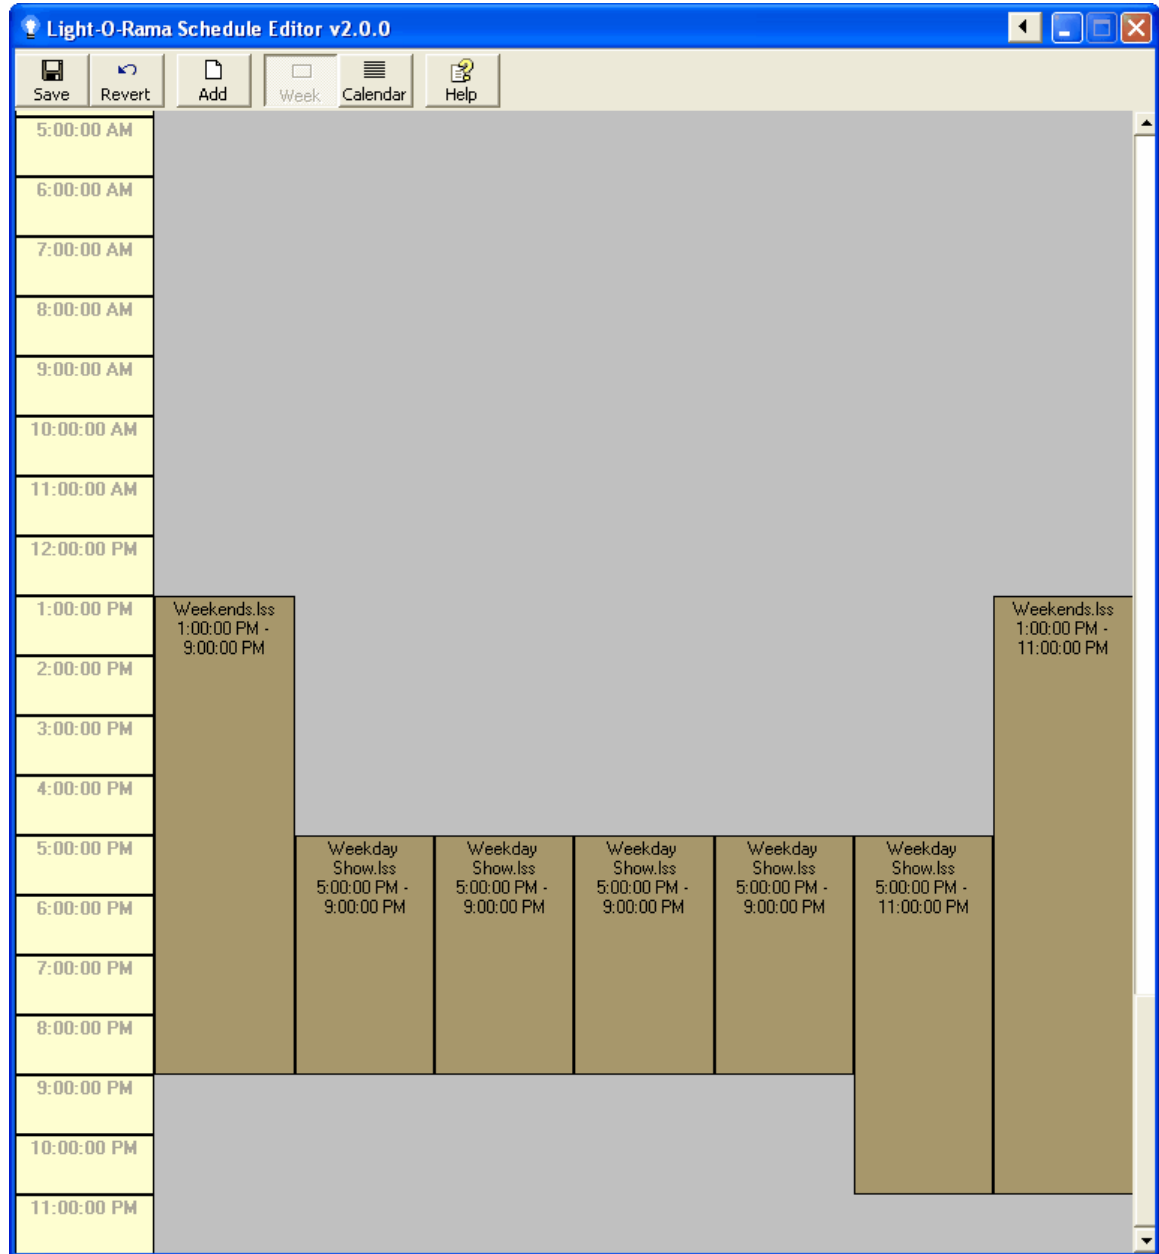 Light-O-Rama Schedule Editor v2.0.0
Save Revert Add Week Calendar Help
5:00:00 AM
6:00:00 AM
7:00:00 AM
8:00:00 AM
9:00:00 AM
10:00:00 AM
11:00:00 AM
12:00:00 PM
1:00:00 PM
2:00:00 PM
3:00:00 PM
4:00:00 PM
5:00:00 PM
6:00:00 PM
7:00:00 PM
8:00:00 PM
9:00:00 PM
10:00:00 PM
11:00:00 PM
Weekends.lss
1:00:00 PM -
9:00:00 PM
Weekday
Show.lss
5:00:00 PM -
9:00:00 PM
Weekday
Show.lss
5:00:00 PM -
9:00:00 PM
Weekday
Show.lss
5:00:00 PM -
9:00:00 PM
Weekday
Show.lss
5:00:00 PM -
9:00:00 PM
Weekday
Show.lss
5:00:00 PM -
11:00:00 PM
Weekends.lss
1:00:00 PM -
11:00:00 PM